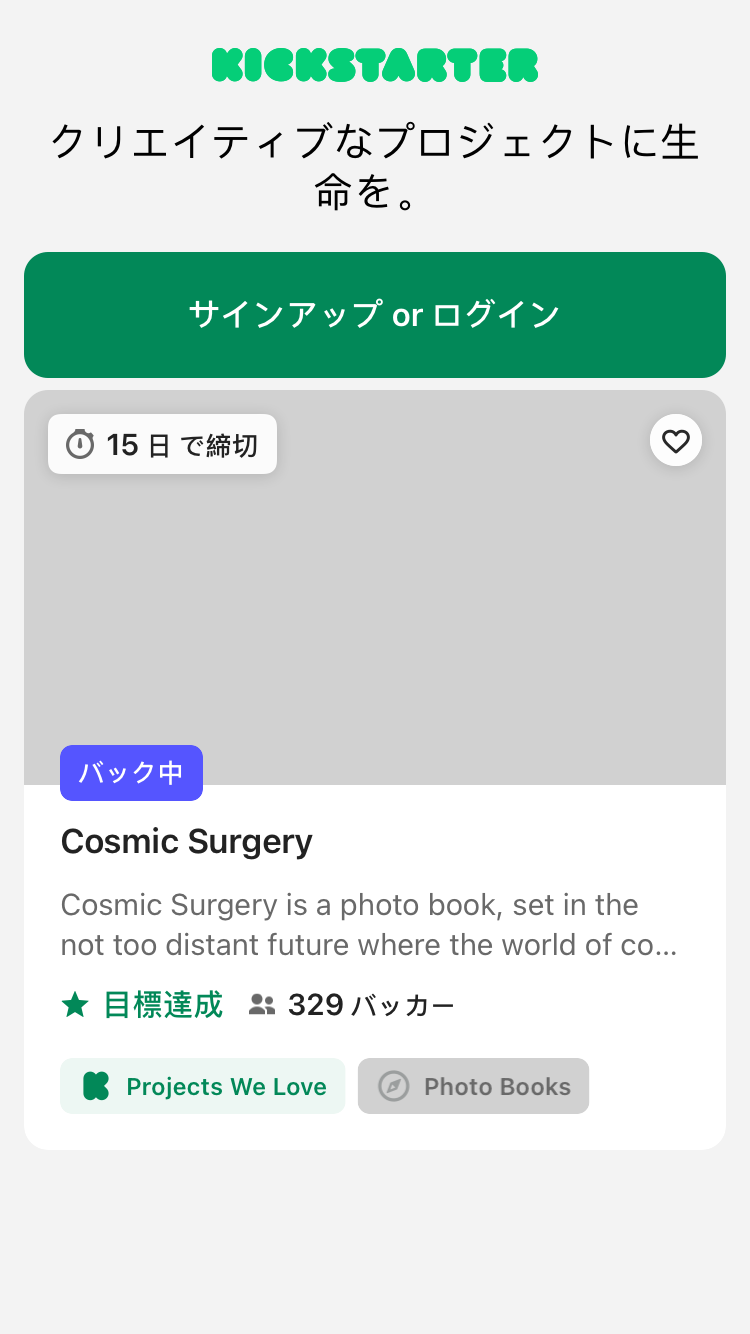 KICKSTARTER
クリエイティブなプロジェクトに生
命を。
サインアップ or ログイン
15 日 で締切
バック中
Cosmic Surgery
Cosmic Surgery is a photo book, set in the
not too distant future where the world of co...
目標達成 329 バッカー
Projects We Love Photo Books